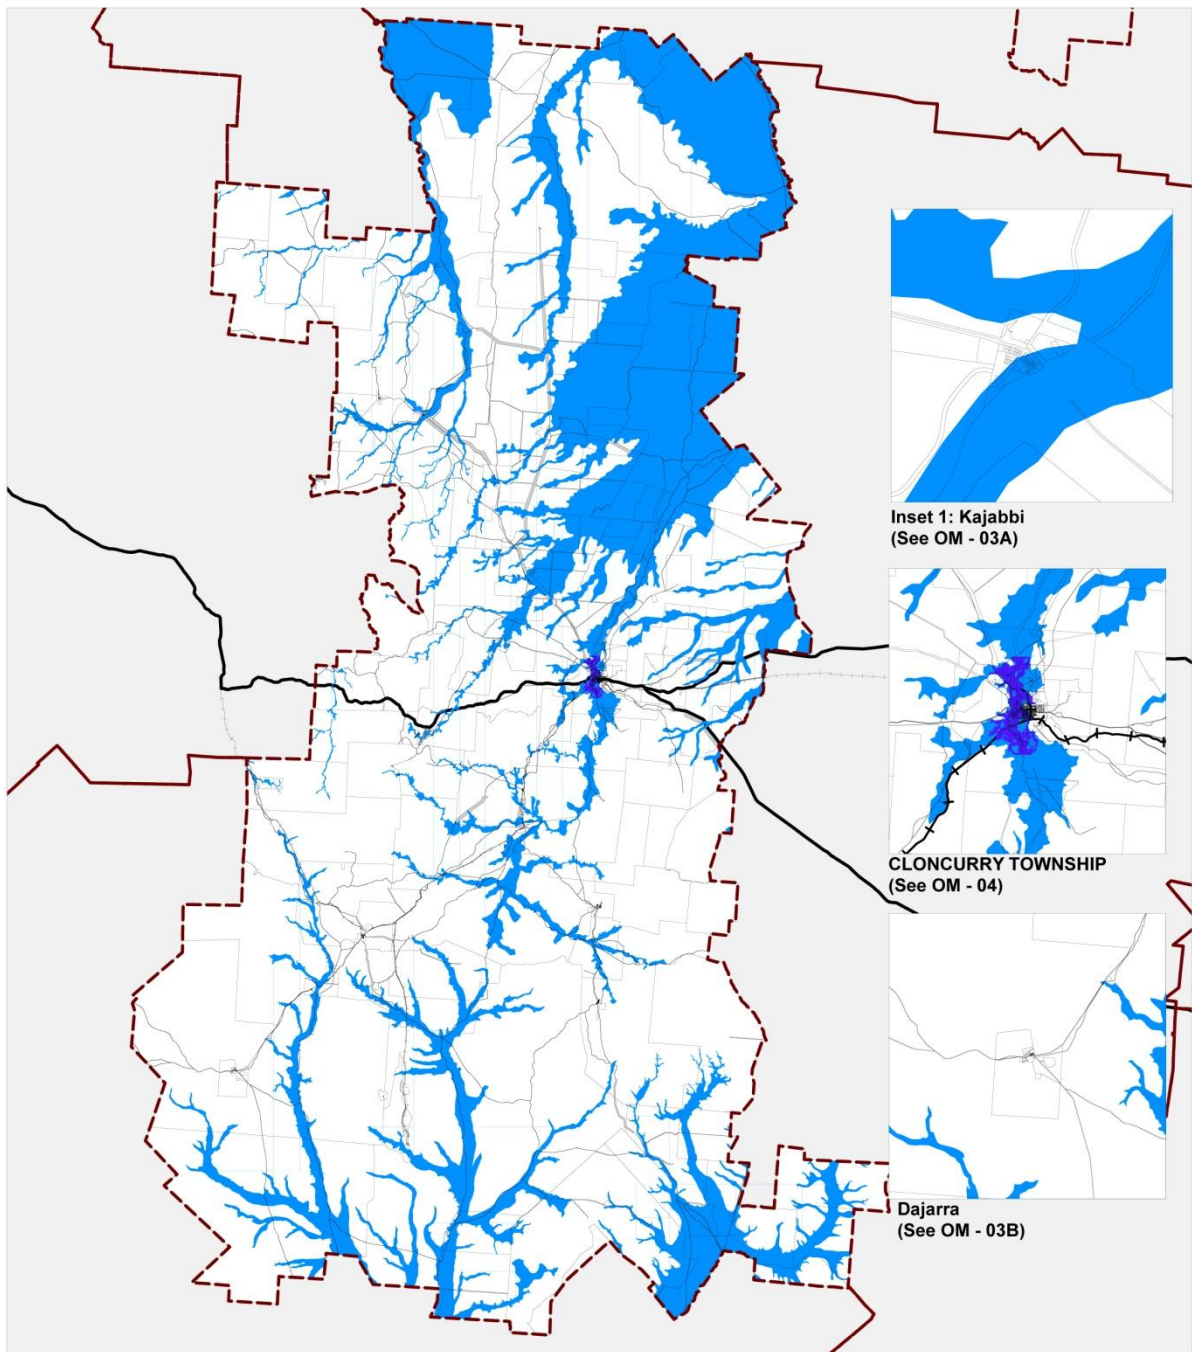 Inset 1: Kajabbi
(See OM - 03A)
CLONCURRY TOWNSHIP
(See OM - 04)
Dajarra
(See OM - 03B)